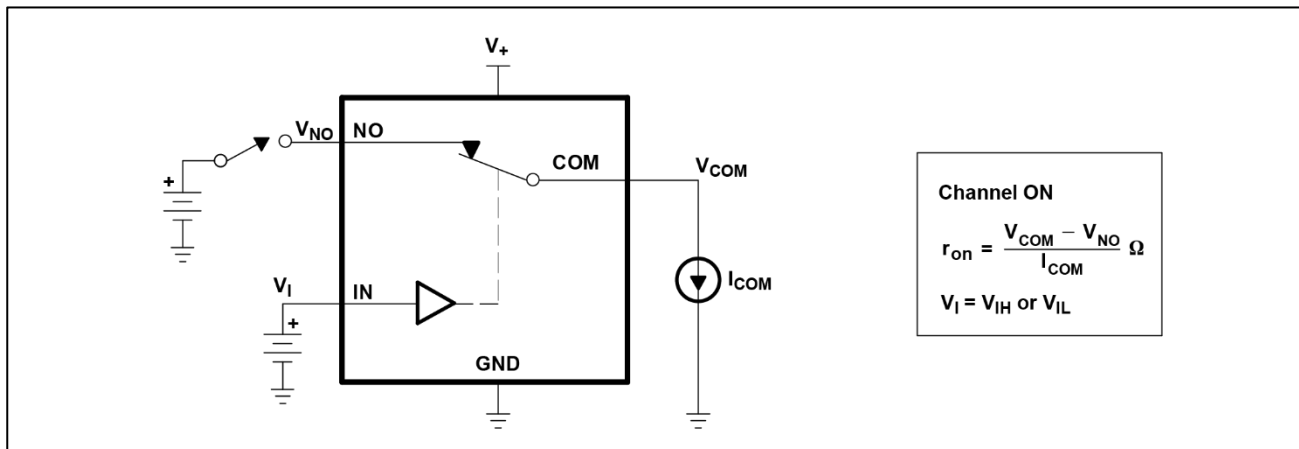 V+
VNO
NO
COM
VCOM
+
ICOM
VI
IN
+
GND
Channel ON
ron = VCOM − VNO / ICOM Ω
VI = VIH or VIL